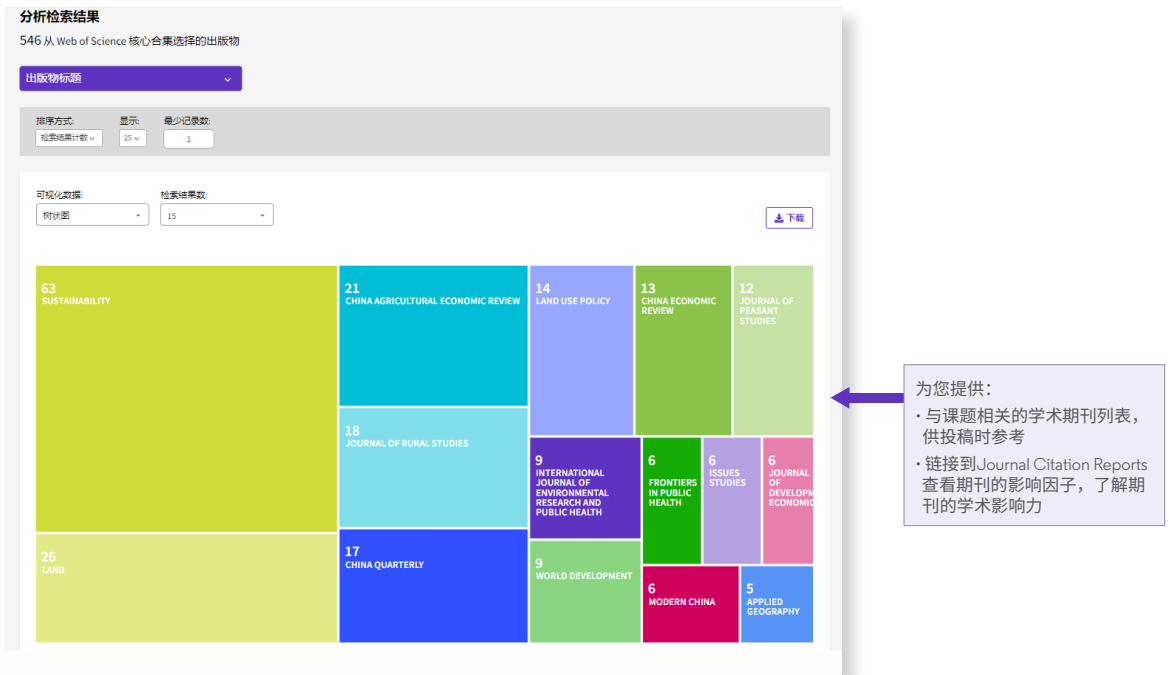 分析检索结果
546 从 Web of Science 核心合集选择的出版物
出版物标题
排序方式:
显示:
最少记录数:
检索结果计数
25
1
可视化数据:
检索结果数:
树状图
15
下载
63
SUSTAINABILITY
26
LAND
21
CHINA AGRICULTURAL ECONOMIC REVIEW
18
JOURNAL OF RURAL STUDIES
17
CHINA QUARTERLY
14
LAND USE POLICY
13
CHINA ECONOMIC
REVIEW
12
JOURNAL OF
PEASANT
STUDIES
9
INTERNATIONAL
JOURNAL OF
ENVIRONMENTAL
RESEARCH AND
PUBLIC HEALTH
9
WORLD DEVELOPMENT
6
FRONTIERS
IN PUBLIC
HEALTH
6
ISSUES
STUDIES
6
JOURNAL
OF
DEVELOPM
ECONOMIC
6
MODERN CHINA
5
APPLIED
GEOGRAPHY
为您提供：
• 与课题相关的学术期刊列表，
供投稿时参考
• 链接到Journal Citation Reports
查看期刊的影响因子，了解期
刊的学术影响力